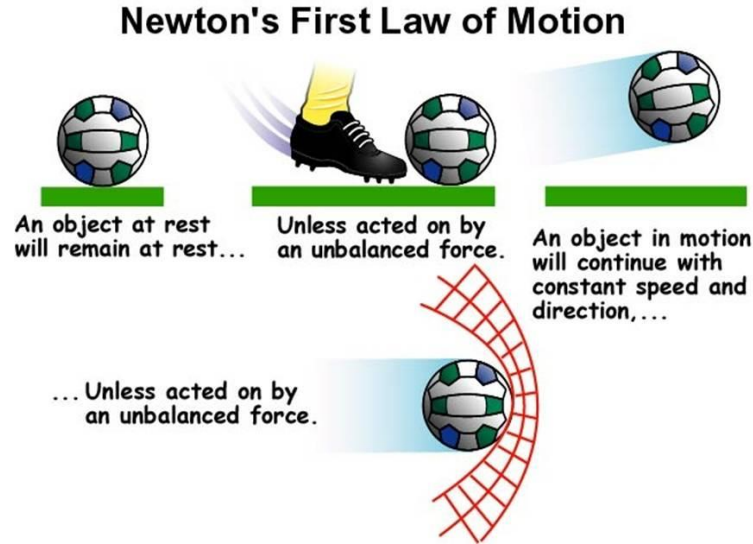 Newton's First Law of Motion
An object at rest
will remain at rest...
Unless acted on by
an unbalanced force.
An object in motion
will continue with
constant speed and
direction,...
...Unless acted on by
an unbalanced force.